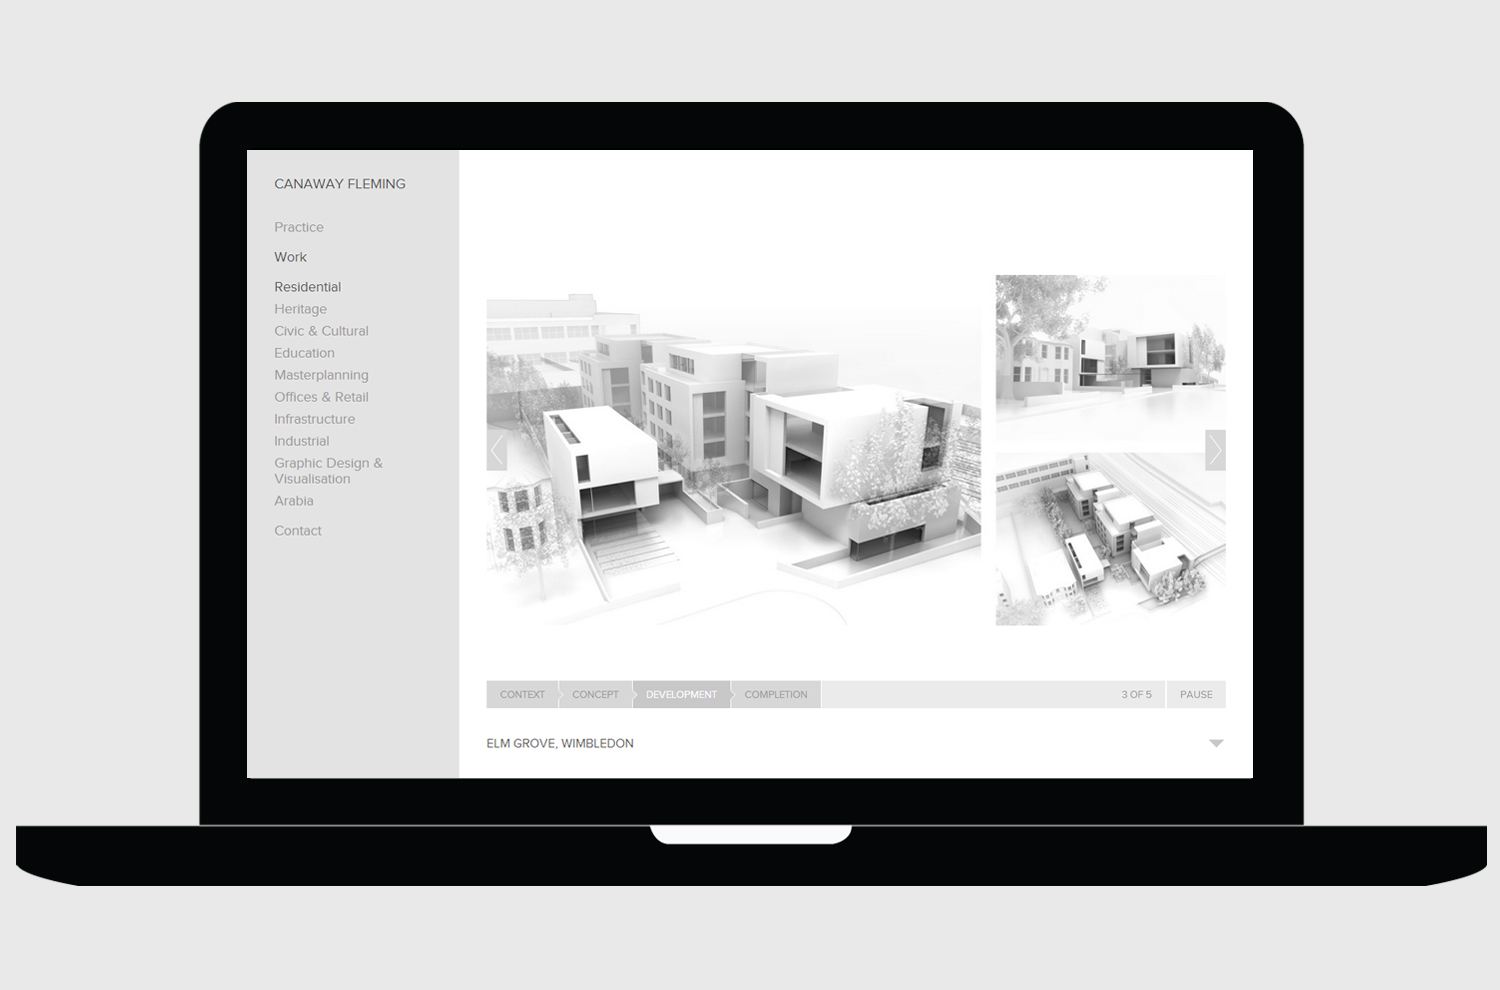 CANAWAY FLEMING
Practice
Work
Residential
Heritage
Civic & Cultural
Education
Masterplanning
Offices & Retail
Infrastructure
Industrial
Graphic Design &
Visualisation
Arabia
Contact
CONTEXT CONCEPT DEVELOPMENT COMPLETION 3 OF 5 PAUSE
ELM GROVE, WIMBLEDON